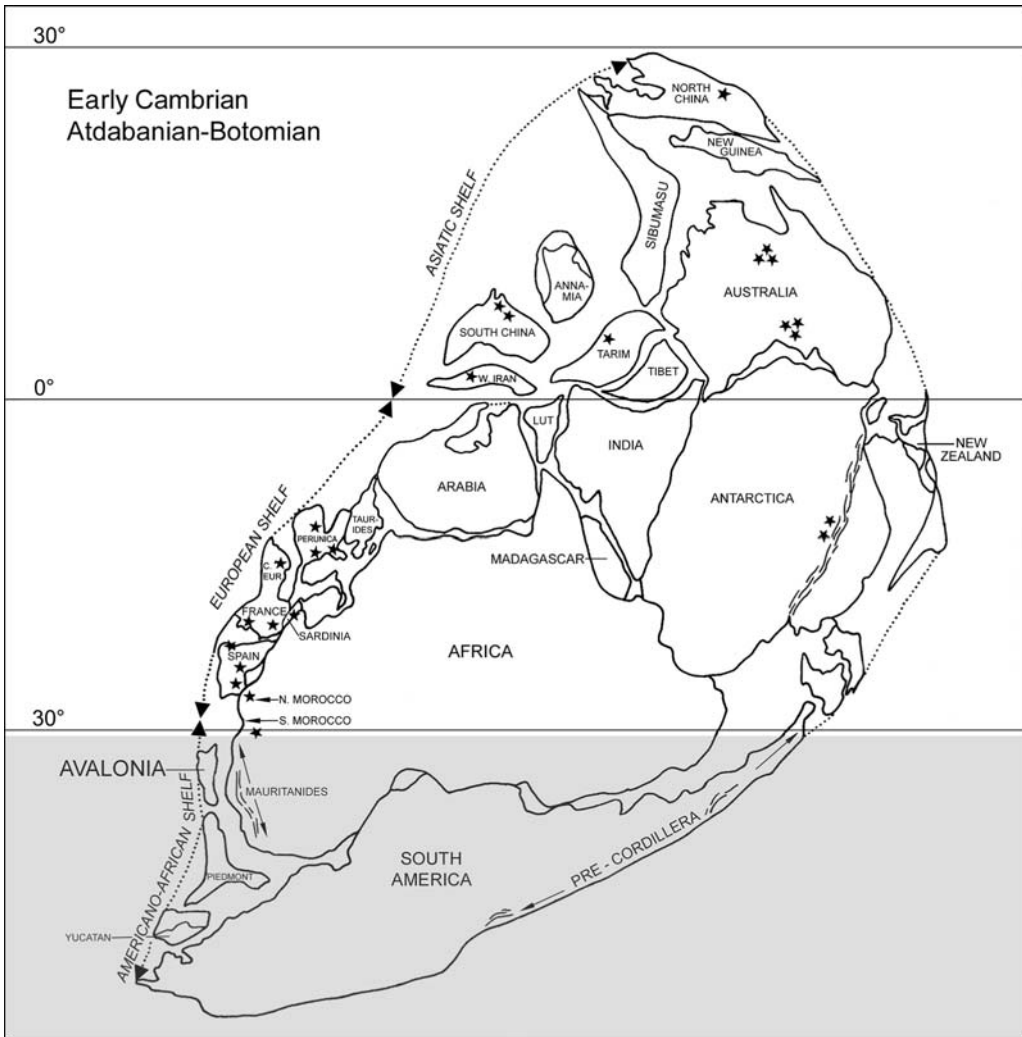 30°
Early Cambrian
Atdabanian-Botomian
NORTH
CHINA
NEW
GUINEA
ASIATIC SHELF
SIBUMASU
ANNA-
MIA
AUSTRALIA
SOUTH CHINA
TARIM
W. IRAN
TIBET
0°
LUT
INDIA
NEW
ZEALAND
ARABIA
ANTARCTICA
EUROPEAN SHELF
TAUR-
IDES
PERUNICA
MADAGASCAR
C.
EUR.
FRANCE
SARDINIA
SPAIN
AFRICA
N. MOROCCO
S. MOROCCO
30°
AVALONIA
MAURITANIDES
AMERICANO-AFRICAN SHELF
SOUTH
AMERICA
PRE - CORDILLERA
PIEDMONT
YUCATAN